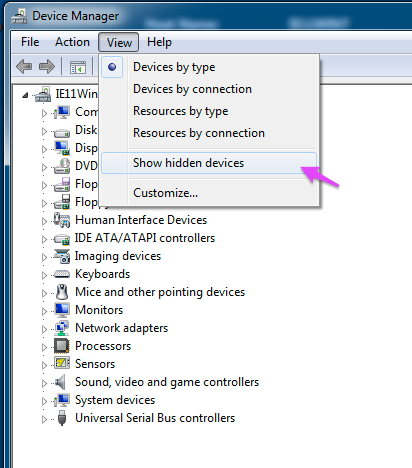 Device Manager
File Action View Help
Devices by type
Devices by connection
Resources by type
Resources by connection
Show hidden devices
Customize...
IE11Win
Com
Disk
Disp
DVD
Flop
Flopp
Human Interface Devices
IDE ATA/ATAPI controllers
Imaging devices
Keyboards
Mice and other pointing devices
Monitors
Network adapters
Processors
Sensors
Sound, video and game controllers
System devices
Universal Serial Bus controllers